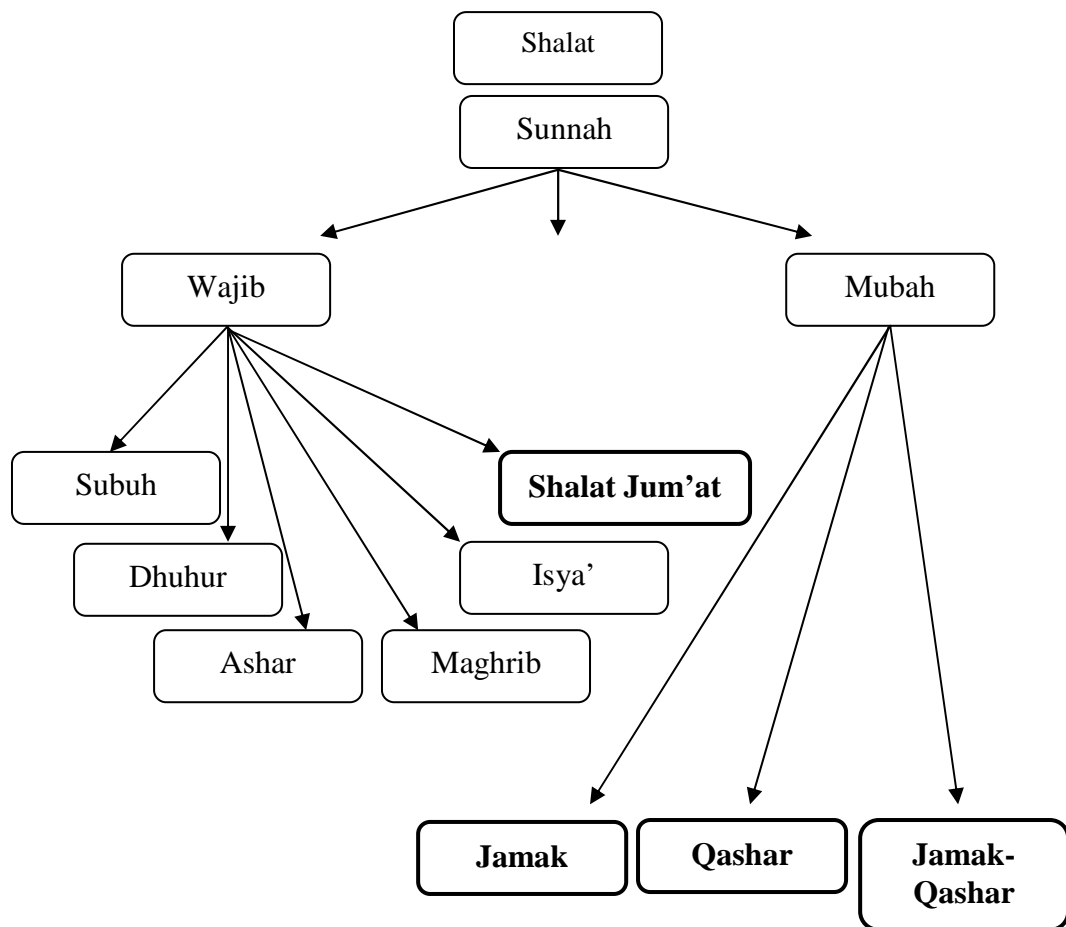 Shalat
Sunnah
Wajib
Mubah
Subuh
Shalat Jum’at
Dhuhur
Isya’
Ashar
Maghrib
Jamak
Qashar
Jamak-
Qashar